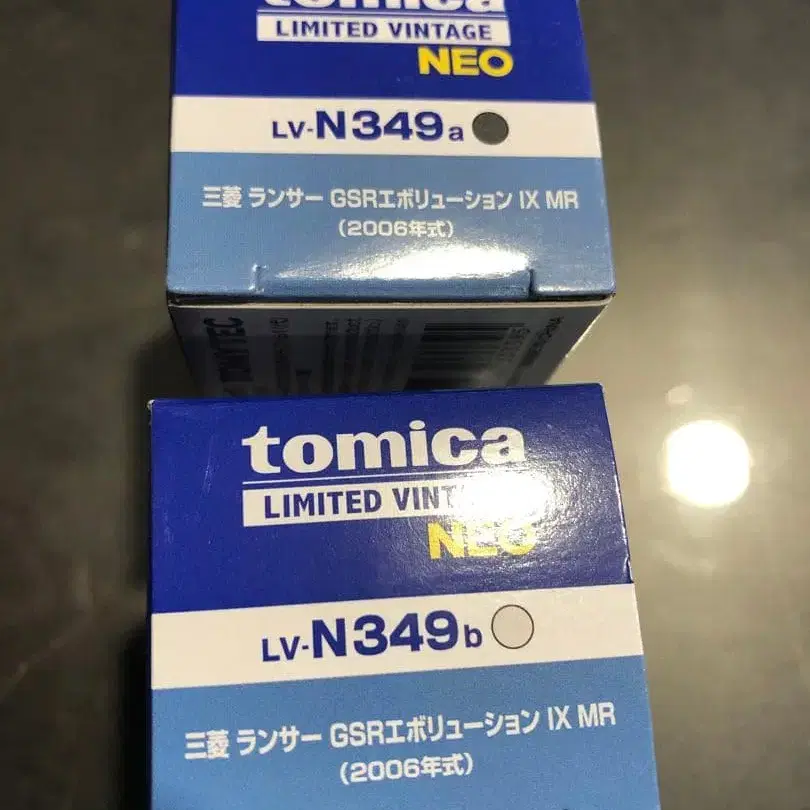 tomica
LIMITED VINTAGE
NEO
LV-N349a
三菱 ランサー GSRエボリューション IX MR
(2006年式)
tomica
LIMITED VINT
NEO
LV-N349b
三菱 ランサー GSRエボリューション IX MR
(2006年式)